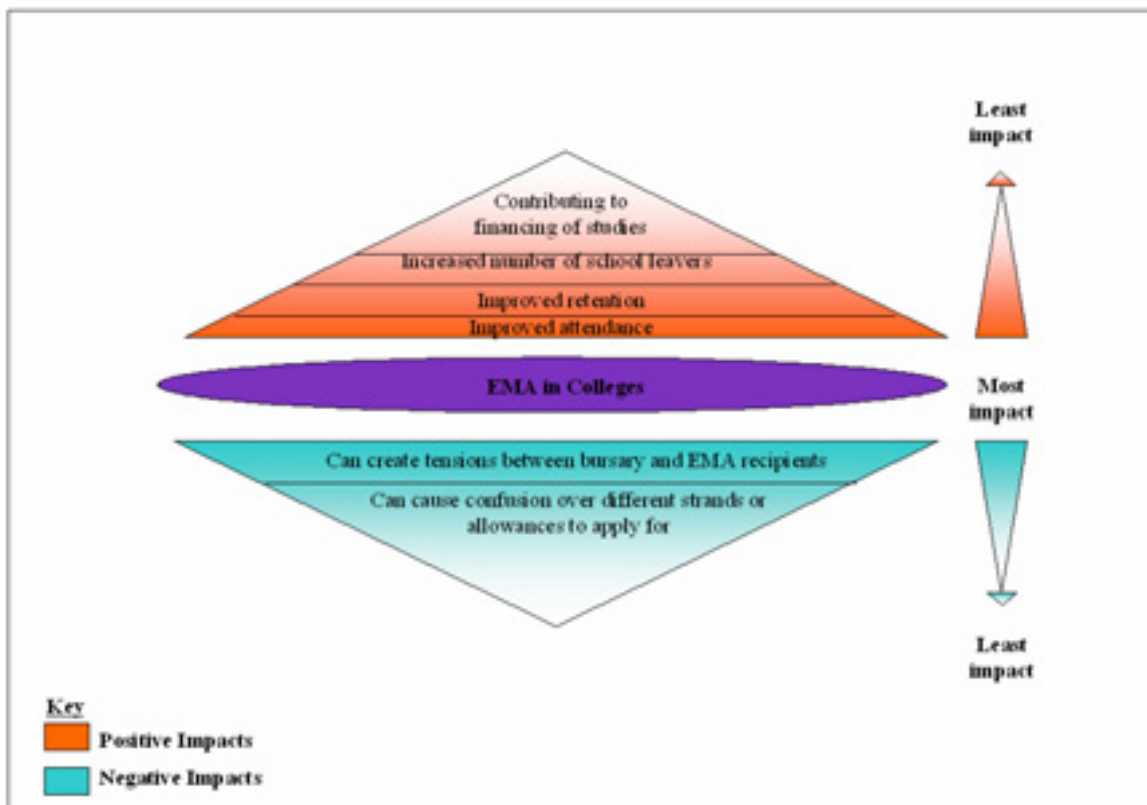 Least
impact
Contributing to
financing of studies
Increased number of school leavers
Improved retention
Improved attendance
EMA in Colleges
Most
impact
Can create tensions between bursary and EMA recipients
Can cause confusion over different strands or
allowances to apply for
Least
impact
Key
Positive Impacts
Negative Impacts